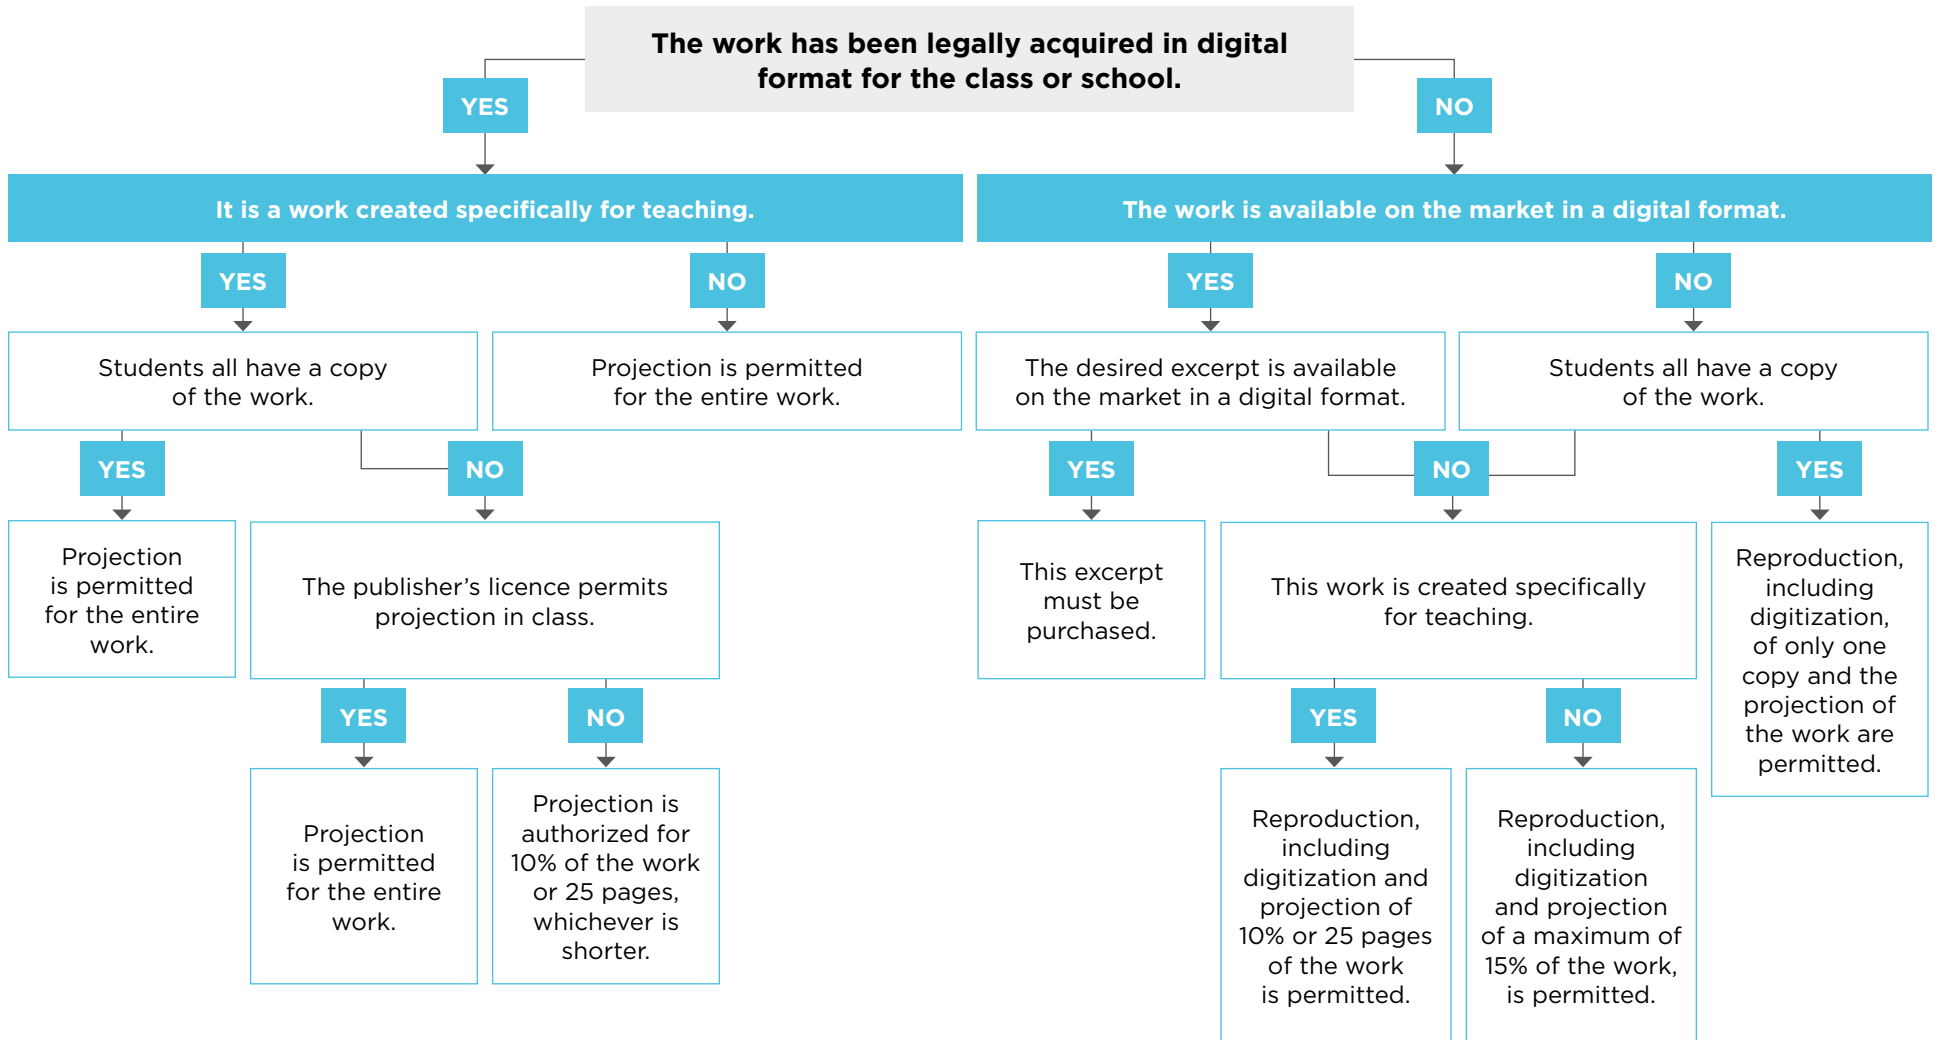 The work has been legally acquired in digital
format for the class or school.
YES
NO
It is a work created specifically for teaching.
The work is available on the market in a digital format.
YES
NO
YES
NO
Students all have a copy
of the work.
Projection is permitted
for the entire work.
The desired excerpt is available
on the market in a digital format.
Students all have a copy
of the work.
YES
NO
YES
NO
YES
Projection
is permitted
for the entire
work.
The publisher’s licence permits
projection in class.
This excerpt
must be
purchased.
This work is created specifically
for teaching.
Reproduction,
including
digitization,
of only one
copy and the
projection of
the work are
permitted.
YES
NO
YES
NO
Projection
is permitted
for the entire
work.
Projection is
authorized for
10% of the work
or 25 pages,
whichever is
shorter.
Reproduction,
including
digitization and
projection of
10% or 25 pages
of the work
is permitted.
Reproduction,
including
digitization
and projection
of a maximum of
15% of the work,
is permitted.